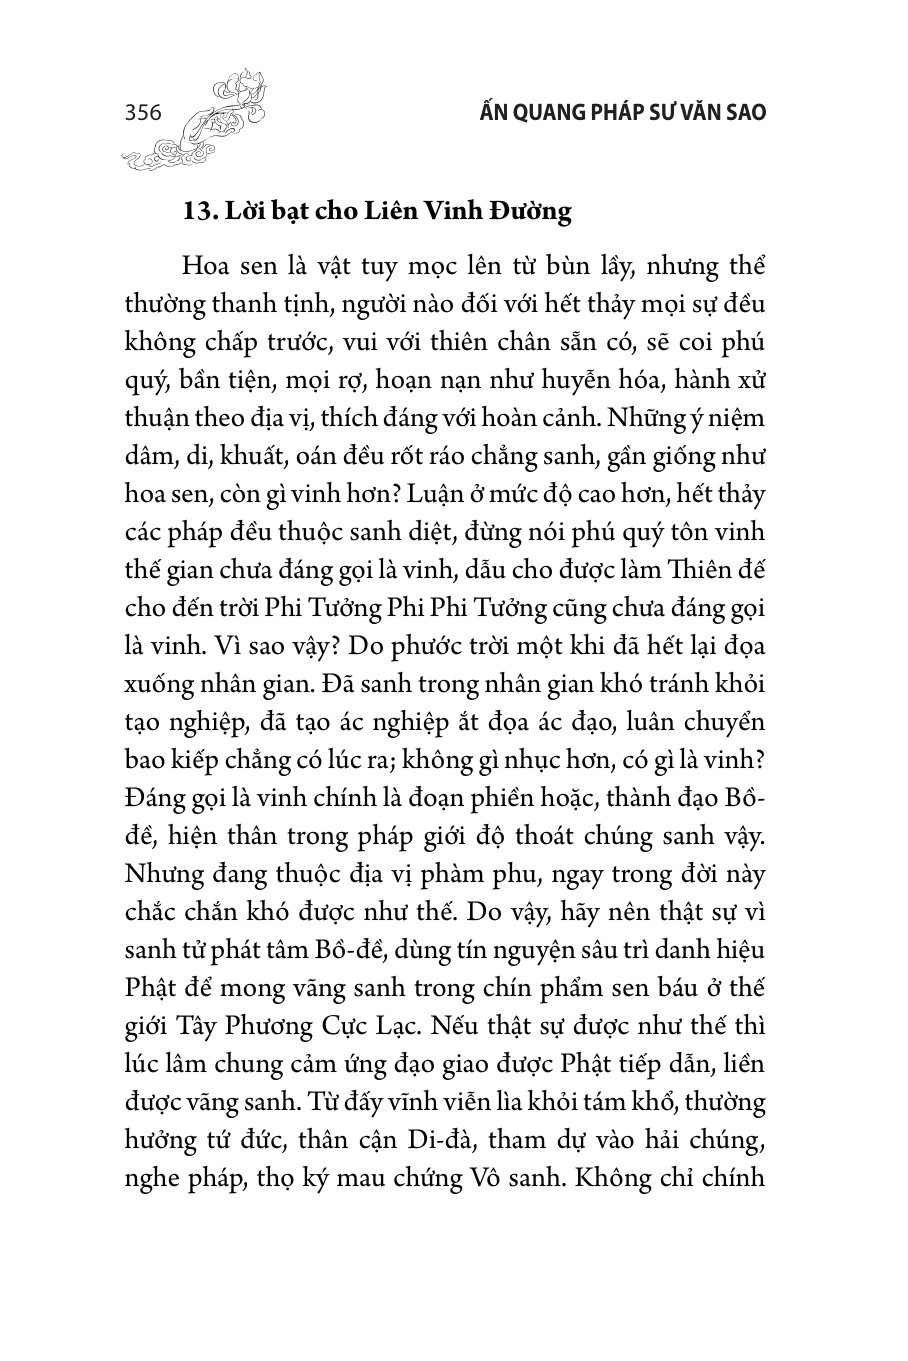 356
ẤN QUANG PHÁP SƯ VĂN SAO
13. Lời bạt cho Liên Vinh Đường
Hoa sen là vật tuy mọc lên từ bùn lầy, nhưng thể
thường thanh tịnh, người nào đối với hết thảy mọi sự đều
không chấp trước, vui với thiên chân sẵn có, sẽ coi phú
quý, bần tiện, mọi rợ, hoạn nạn như huyễn hóa, hành xử
thuận theo địa vị, thích đáng với hoàn cảnh. Những ý niệm
dâm, di, khuất, oán đều rốt ráo chẳng sanh, gần giống như
hoa sen, còn gì vinh hơn? Luận ở mức độ cao hơn, hết thảy
các pháp đều thuộc sanh diệt, đừng nói phú quý tôn vinh
thế gian chưa đáng gọi là vinh, dẫu cho được làm Thiên đế
cho đến trời Phi Tưởng Phi Phi Tưởng cũng chưa đáng gọi
là vinh. Vì sao vậy? Do phước trời một khi đã hết lại đọa
xuống nhân gian. Đã sanh trong nhân gian khó tránh khỏi
tạo nghiệp, đã tạo ác nghiệp ắt đọa ác đạo, luân chuyển
bao kiếp chẳng có lúc ra; không gì nhục hơn, có gì là vinh?
Đáng gọi là vinh chính là đoạn phiền hoặc, thành đạo Bồ-
đề, hiện thân trong pháp giới độ thoát chúng sanh vậy.
Nhưng đang thuộc địa vị phàm phu, ngay trong đời này
chắc chắn khó được như thế. Do vậy, hãy nên thật sự vì
sanh tử phát tâm Bồ-đề, dùng tín nguyện sâu trì danh hiệu
Phật để mong vãng sanh trong chín phẩm sen báu ở thế
giới Tây Phương Cực Lạc. Nếu thật sự được như thế thì
lúc lâm chung cảm ứng đạo giao được Phật tiếp dẫn, liền
được vãng sanh. Từ đấy vĩnh viễn lìa khỏi tám khổ, thường
hưởng tứ đức, thân cận Di-đà, tham dự vào hải chúng,
nghe pháp, thọ ký mau chứng Vô sanh. Không chỉ chính